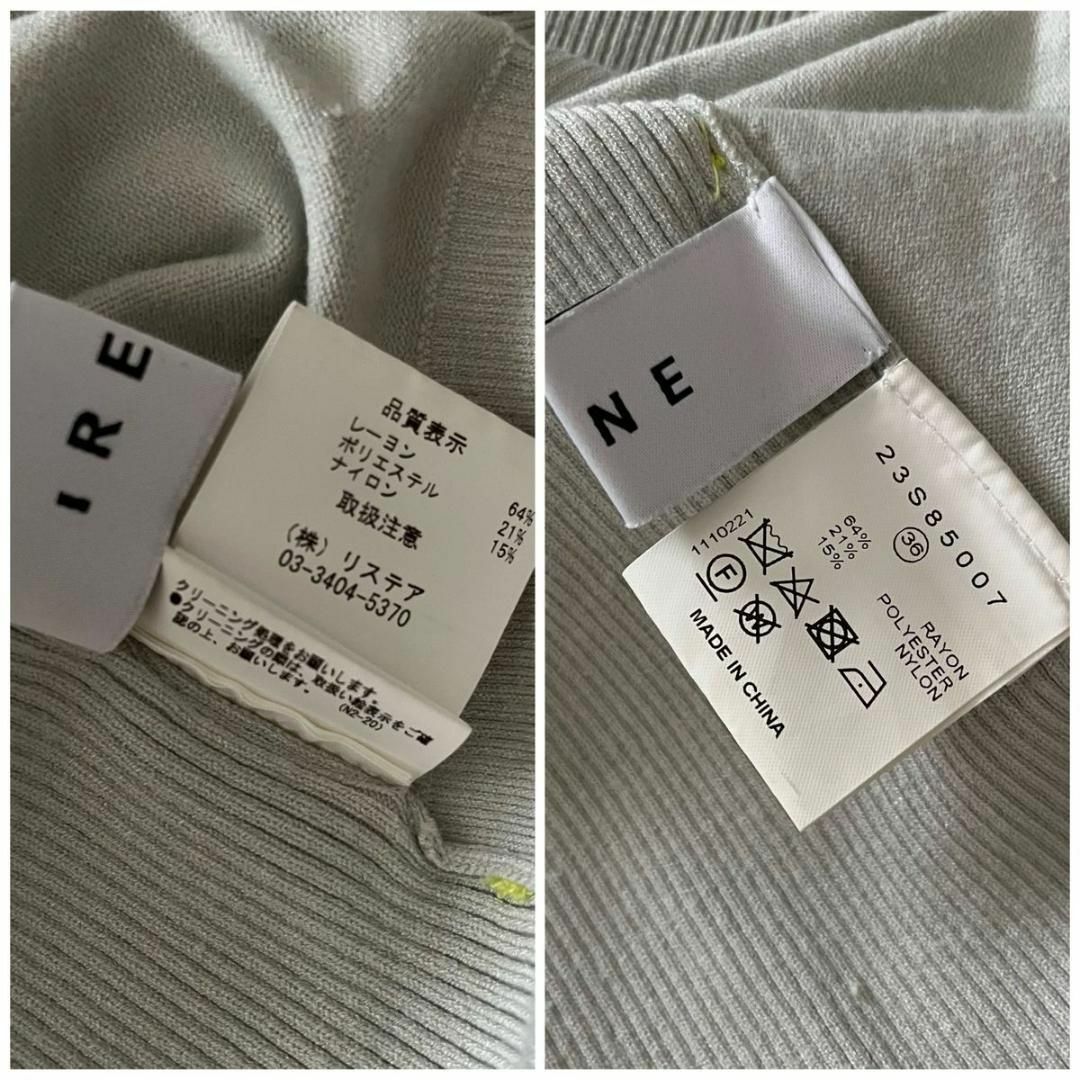 I R E
品質表示
レーヨン 64%
ポリエステル 21%
ナイロン 15%
取扱注意
(株) リステア
03-3404-5370
クリーニング処理をお願いします。
●クリーニングの際は、取扱い絵表示をご確
認の上、お願いします。
(N2-20)
N E
23S85007
36
RAYON 64%
POLYESTER 21%
NYLON 15%
1110221
F
W
MADE IN CHINA